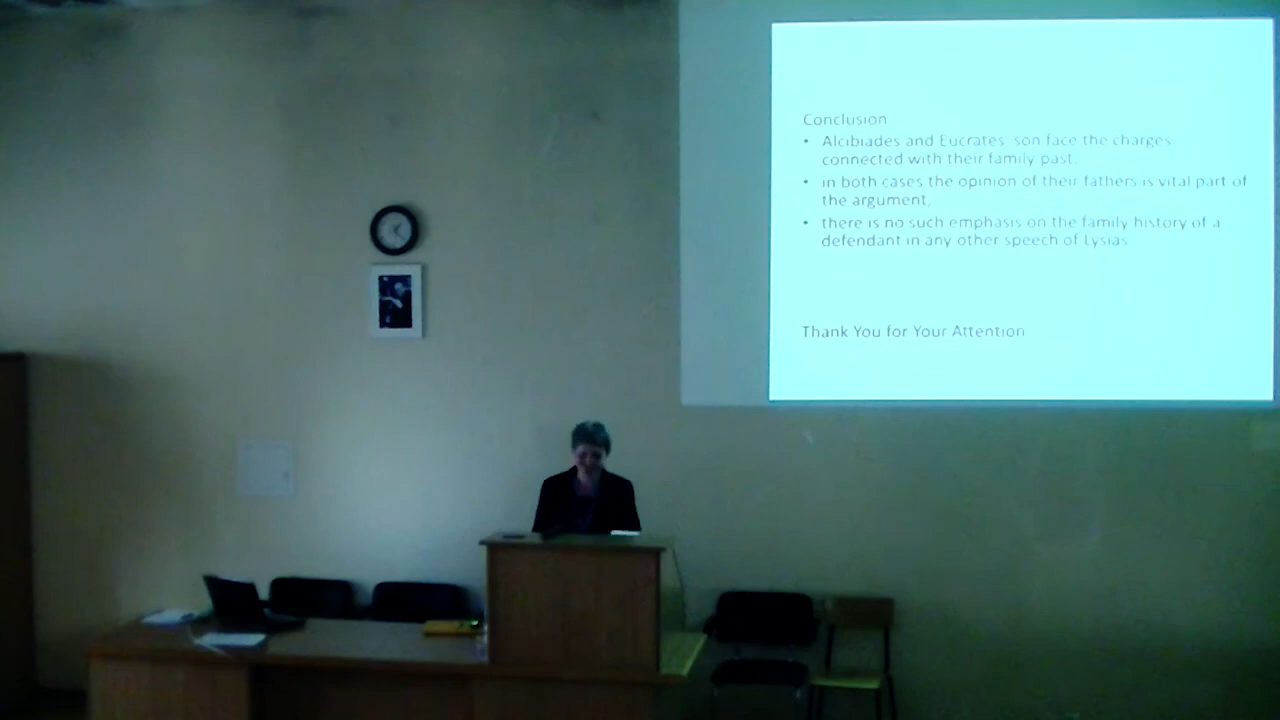 Conclusion
• Alcibiades and Eucrates' son face the charges
connected with their family past,
• in both cases the opinion of their fathers is vital part of
the argument,
• there is no such emphasis on the family history of a
defendant in any other speech of Lysias
Thank You for Your Attention